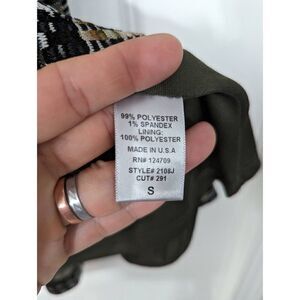 99% POLYESTER
1% SPANDEX
LINING:
100% POLYESTER
MADE IN U.S.A
RN# 124709
STYLE# 2108J
CUT# 291
S